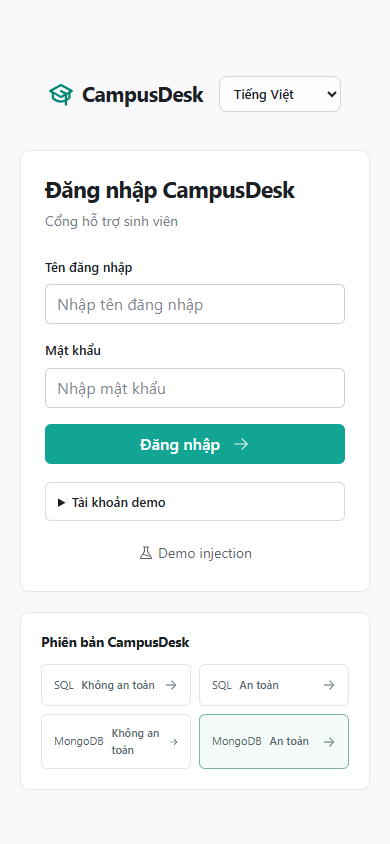 CampusDesk
Tiếng Việt
Đăng nhập CampusDesk
Cổng hỗ trợ sinh viên
Tên đăng nhập
Nhập tên đăng nhập
Mật khẩu
Nhập mật khẩu
Đăng nhập →
▶ Tài khoản demo
Demo injection
Phiên bản CampusDesk
SQL Không an toàn →
SQL An toàn →
MongoDB Không an
toàn →
MongoDB An toàn →